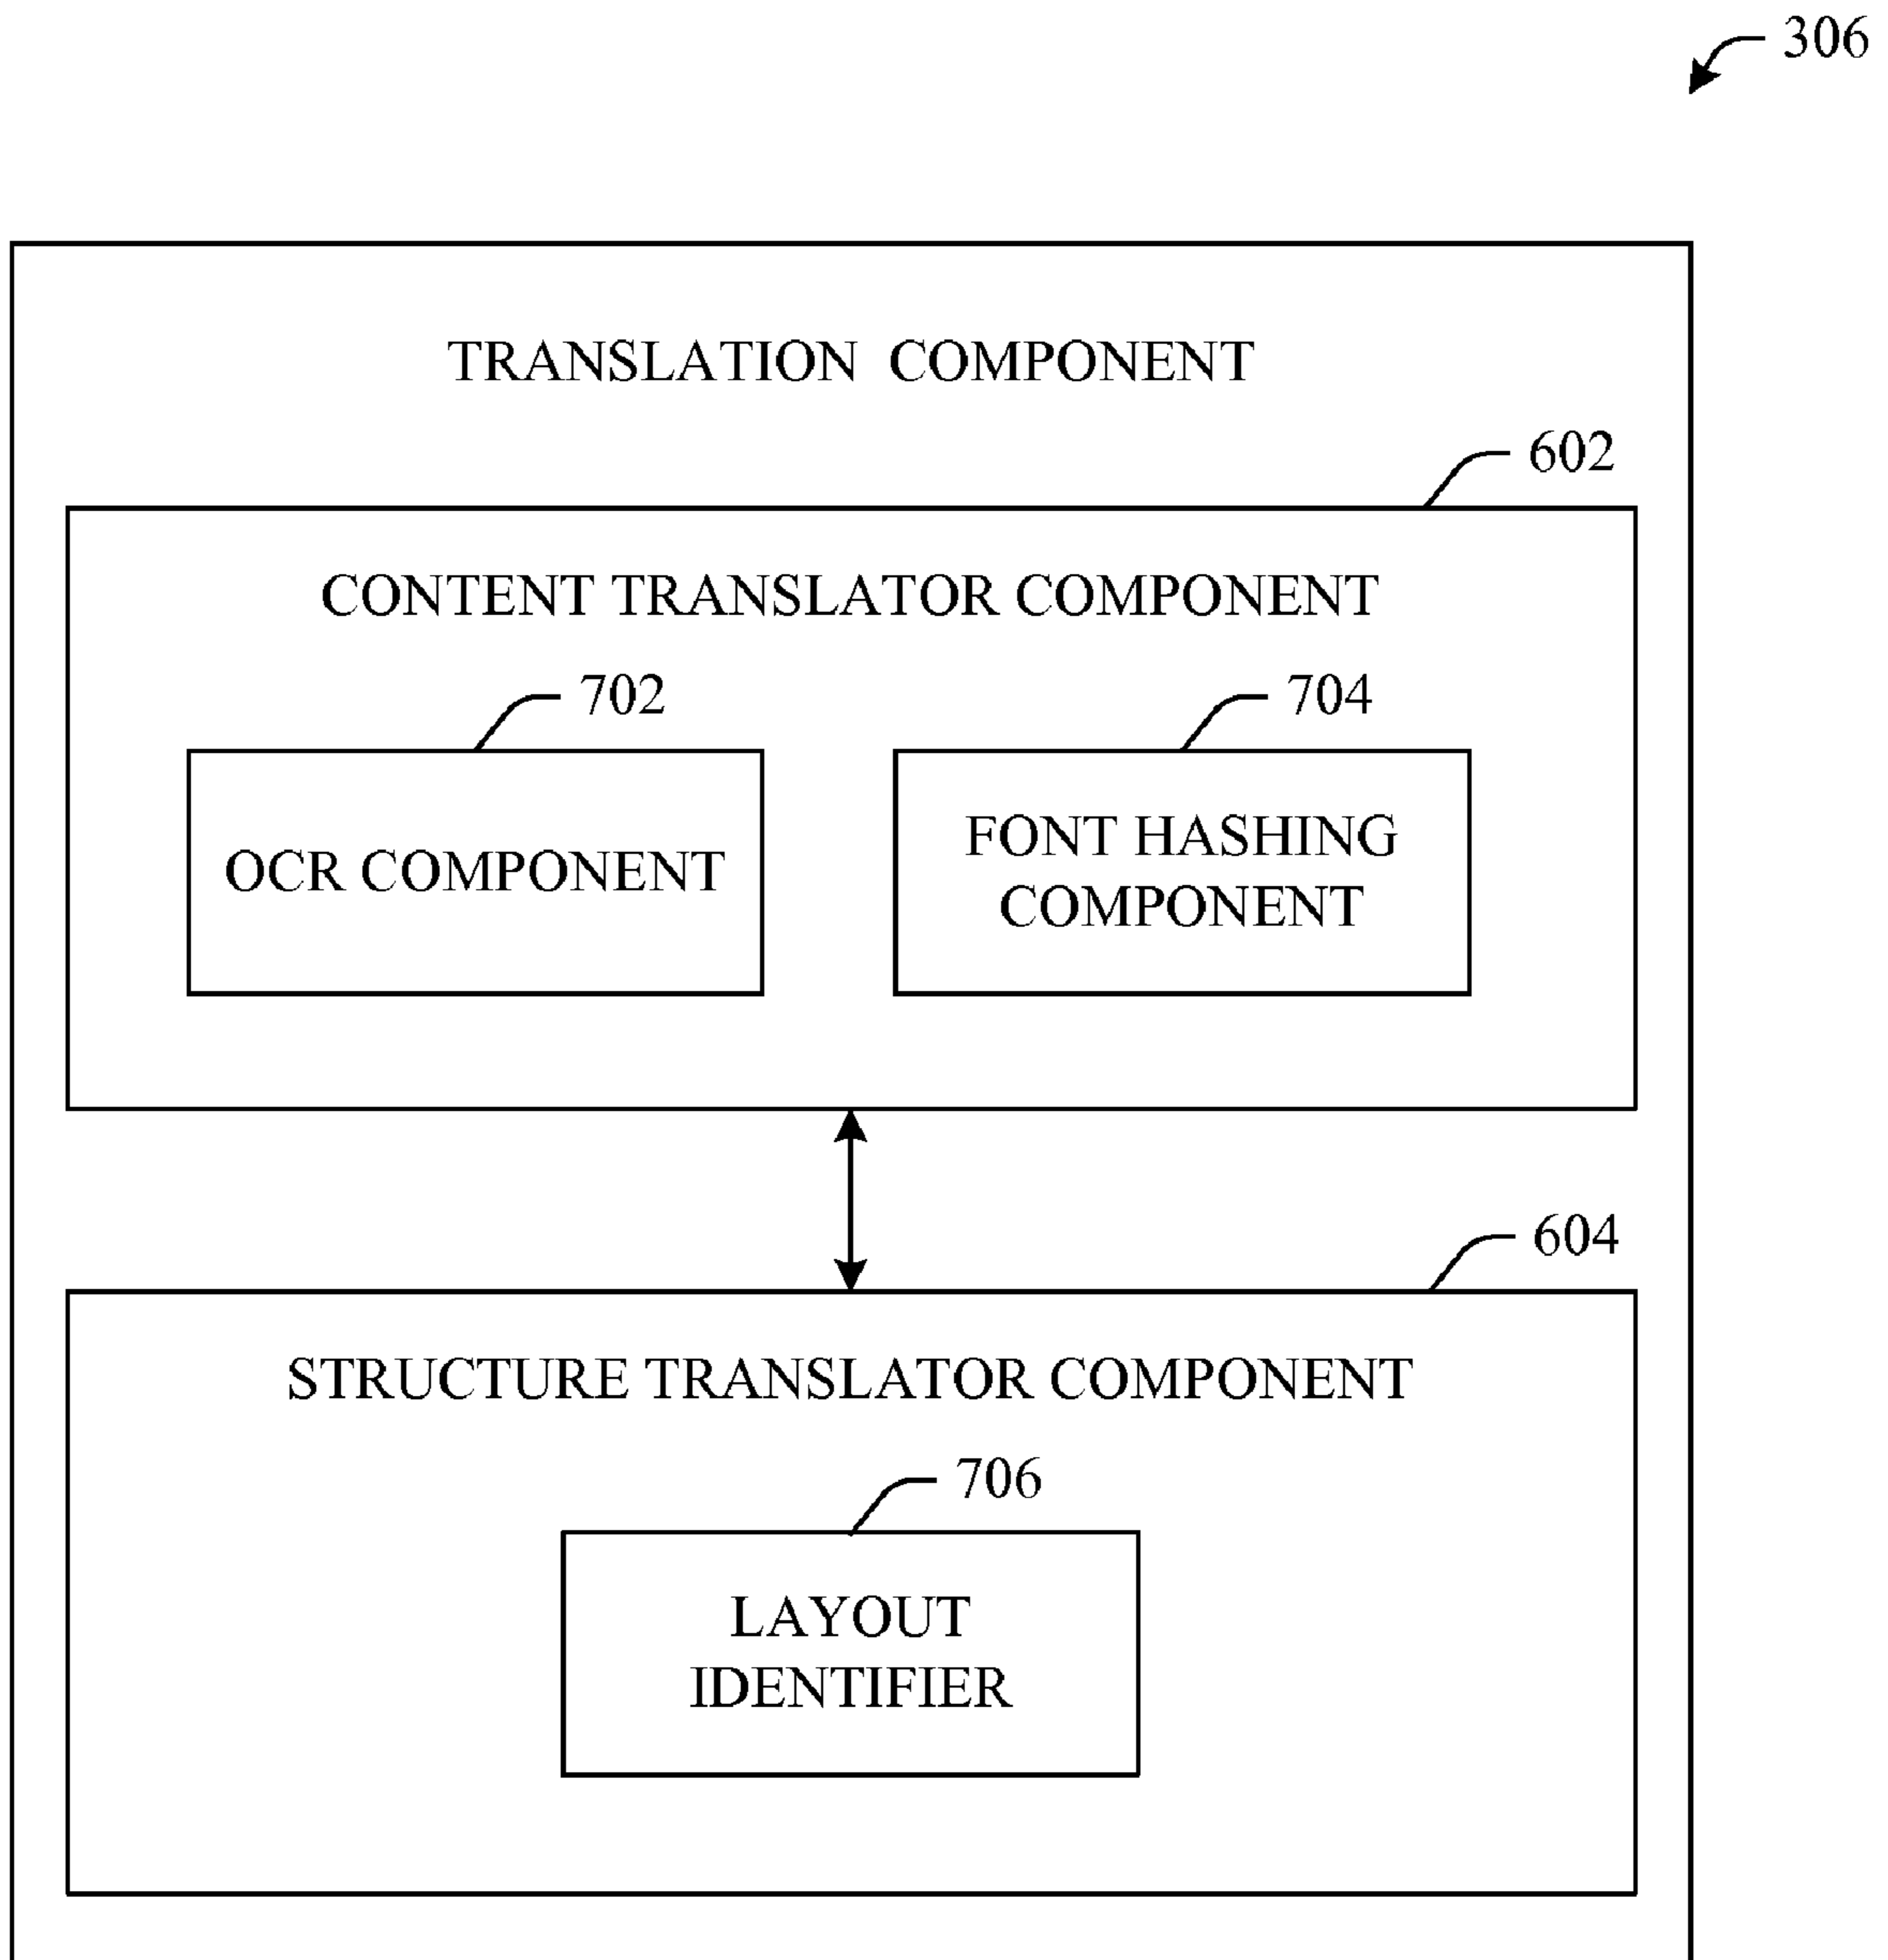 306
TRANSLATION COMPONENT
602
CONTENT TRANSLATOR COMPONENT
702
704
OCR COMPONENT
FONT HASHING
COMPONENT
604
STRUCTURE TRANSLATOR COMPONENT
706
LAYOUT
IDENTIFIER